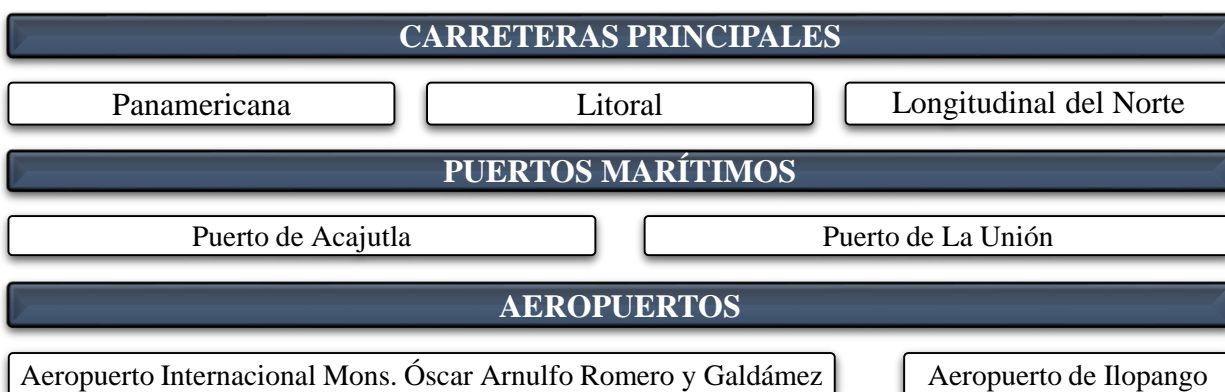 CARRETERAS PRINCIPALES
Panamericana Litoral Longitudinal del Norte
PUERTOS MARÍTIMOS
Puerto de Acajutla Puerto de La Unión
AEROPUERTOS
Aeropuerto Internacional Mons. Óscar Arnulfo Romero y Galdámez Aeropuerto de Ilopango